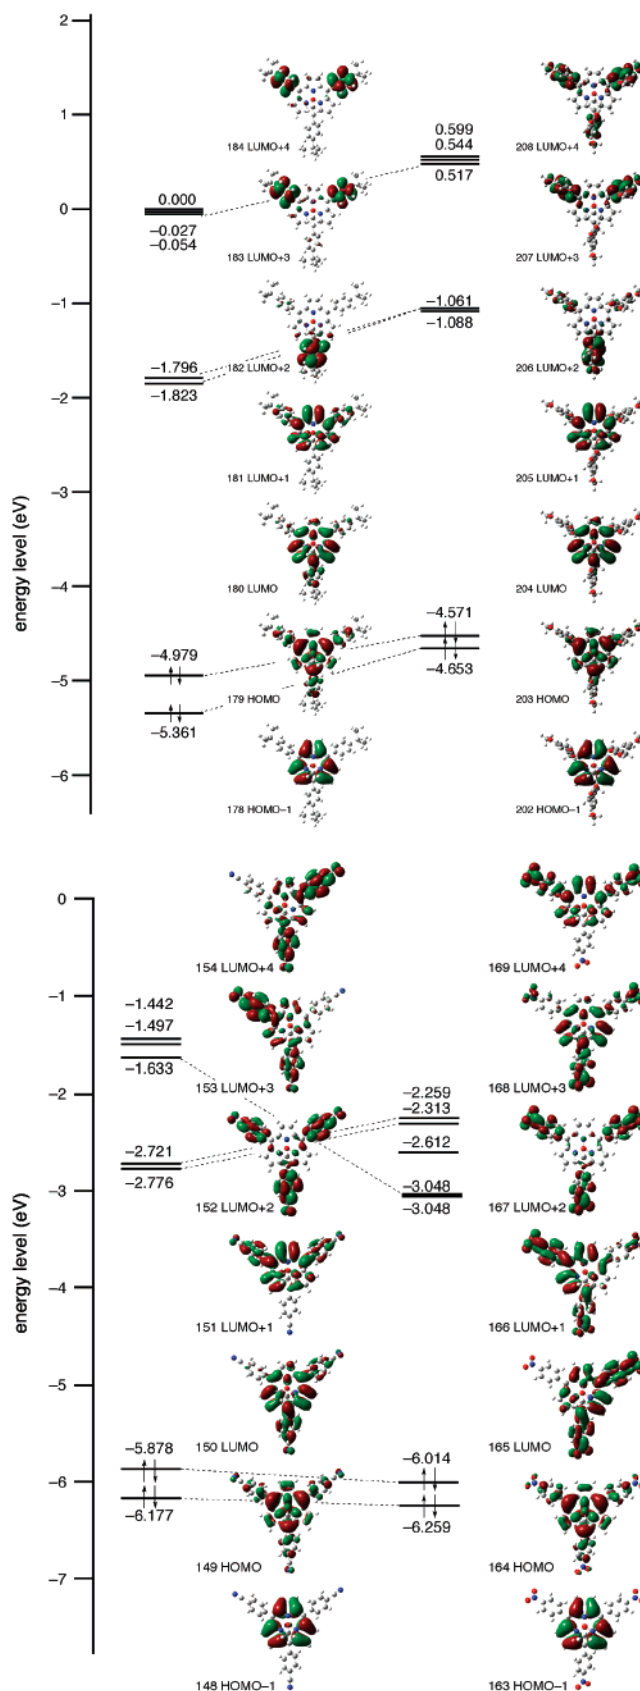 2
1
0
−1
−2
−3
−4
−5
−6
energy level (eV)
0.000
−0.027
−0.054
−1.796
−1.823
−4.979
−5.361
184 LUMO+4
183 LUMO+3
182 LUMO+2
181 LUMO+1
180 LUMO
179 HOMO
178 HOMO−1
0.599
0.544
0.517
−1.061
−1.088
−4.571
−4.653
208 LUMO+4
207 LUMO+3
206 LUMO+2
205 LUMO+1
204 LUMO
203 HOMO
202 HOMO−1
0
−1
−2
−3
−4
−5
−6
−7
energy level (eV)
−1.442
−1.497
−1.633
−2.721
−2.776
−5.878
−6.177
154 LUMO+4
153 LUMO+3
152 LUMO+2
151 LUMO+1
150 LUMO
149 HOMO
148 HOMO−1
−2.259
−2.313
−2.612
−3.048
−3.048
−6.014
−6.259
169 LUMO+4
168 LUMO+3
167 LUMO+2
166 LUMO+1
165 LUMO
164 HOMO
163 HOMO−1